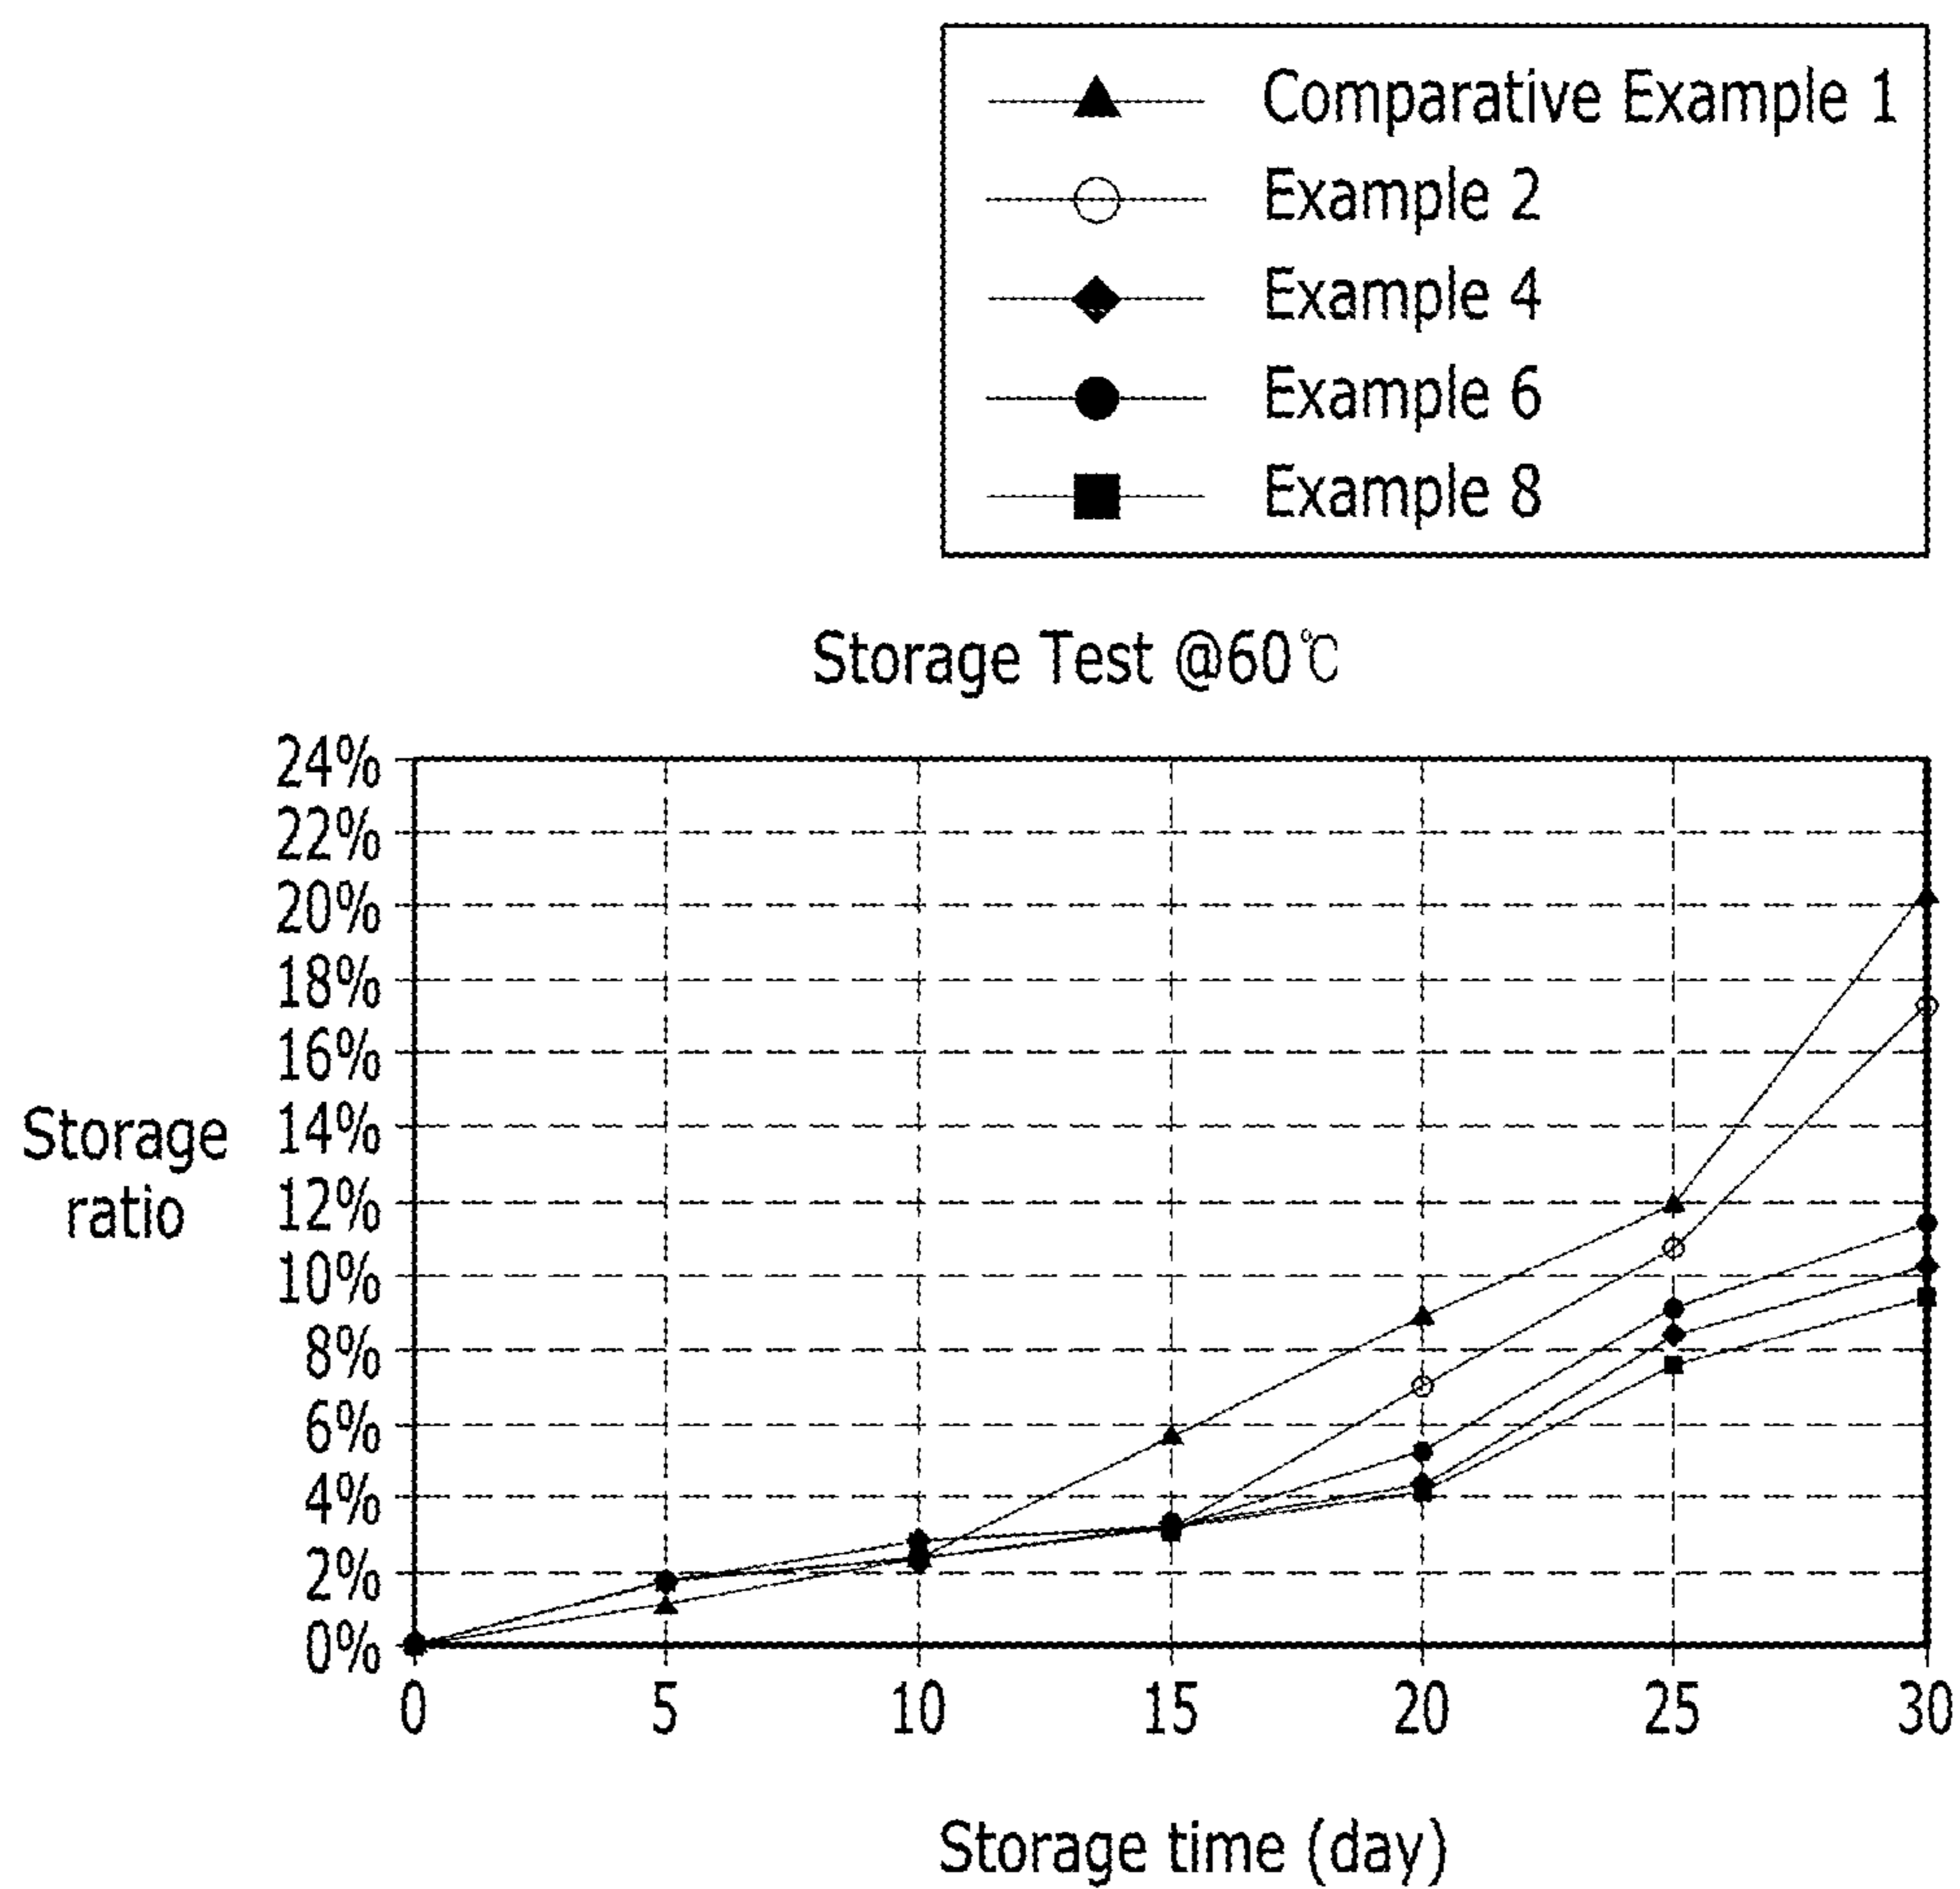 Comparative Example 1
Example 2
Example 4
Example 6
Example 8
Storage Test @60℃
24%
22%
20%
18%
16%
14%
12%
10%
8%
6%
4%
2%
0%
Storage
ratio
0 5 10 15 20 25 30
Storage time (day)